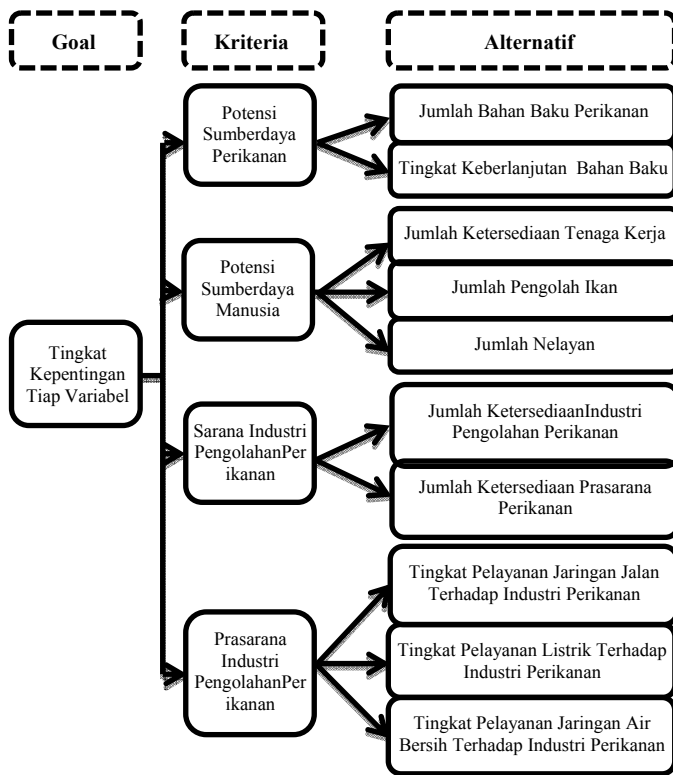 Goal
Kriteria
Alternatif
Tingkat
Kepentingan
Tiap Variabel
Potensi
Sumberdaya
Perikanan
Jumlah Bahan Baku Perikanan
Tingkat Keberlanjutan Bahan Baku
Potensi
Sumberdaya
Manusia
Jumlah Ketersediaan Tenaga Kerja
Jumlah Pengolah Ikan
Jumlah Nelayan
Sarana Industri
PengolahanPer
ikanan
Jumlah KetersediaanIndustri
Pengolahan Perikanan
Jumlah Ketersediaan Prasarana
Perikanan
Prasarana
Industri
PengolahanPer
ikanan
Tingkat Pelayanan Jaringan Jalan
Terhadap Industri Perikanan
Tingkat Pelayanan Listrik Terhadap
Industri Perikanan
Tingkat Pelayanan Jaringan Air
Bersih Terhadap Industri Perikanan